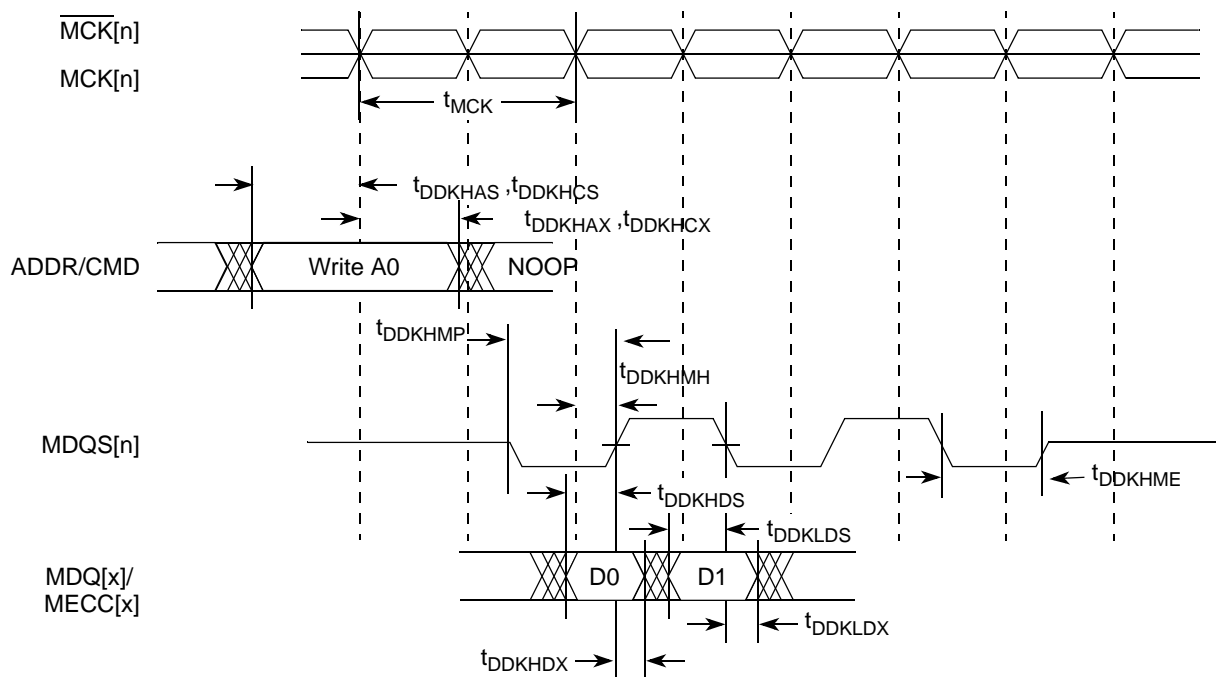 MCK[n]
MCK[n]
tMCK
tDDKHAS ,tDDKHCS
tDDKHAX ,tDDKHCX
ADDR/CMD
Write A0
NOOP
tDDKHMP
tDDKHMH
MDQS[n]
tDDKHME
tDDKHDS
tDDKLDS
MDQ[x]/
MECC[x]
D0
D1
tDDKLDX
tDDKHDX